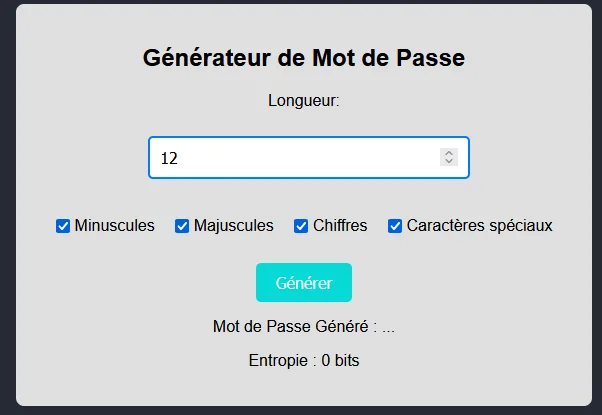 Générateur de Mot de Passe
Longueur:
12
Minuscules Majuscules Chiffres Caractères spéciaux
Générer
Mot de Passe Généré : ...
Entropie : 0 bits